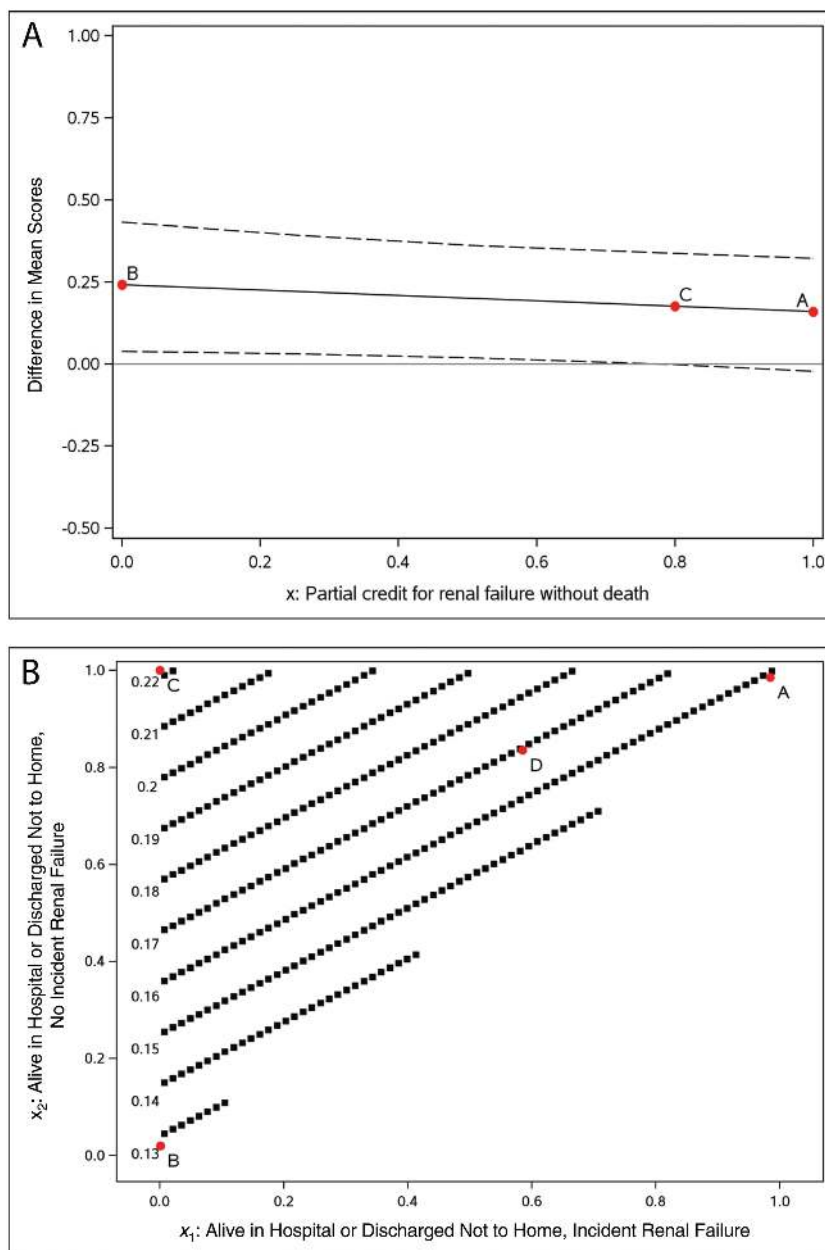 A
1.00
0.75
0.50
0.25
0.00
-0.25
-0.50
Difference in Mean Scores
B
C
A
0.0
0.2
0.4
0.6
0.8
1.0
x: Partial credit for renal failure without death
B
1.0
0.8
0.6
0.4
0.2
0.0
x2: Alive in Hospital or Discharged Not to Home,
No Incident Renal Failure
0.22
0.21
0.2
0.19
0.18
0.17
0.16
0.15
0.14
0.13
C
A
D
B
0.0
0.2
0.4
0.6
0.8
1.0
x1: Alive in Hospital or Discharged Not to Home, Incident Renal Failure